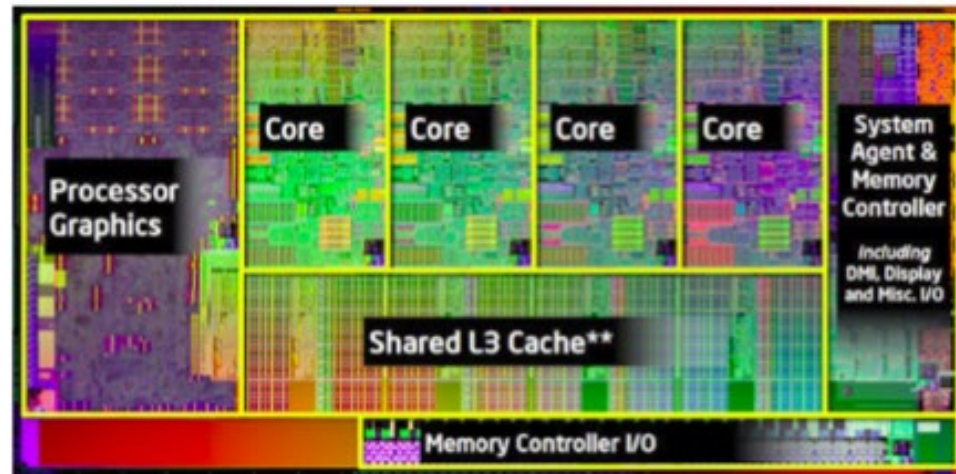 Processor
Graphics
Core
Core
Core
Core
System
Agent &
Memory
Controller
including
DMI, Display
and Misc. I/O
Shared L3 Cache**
Memory Controller I/O